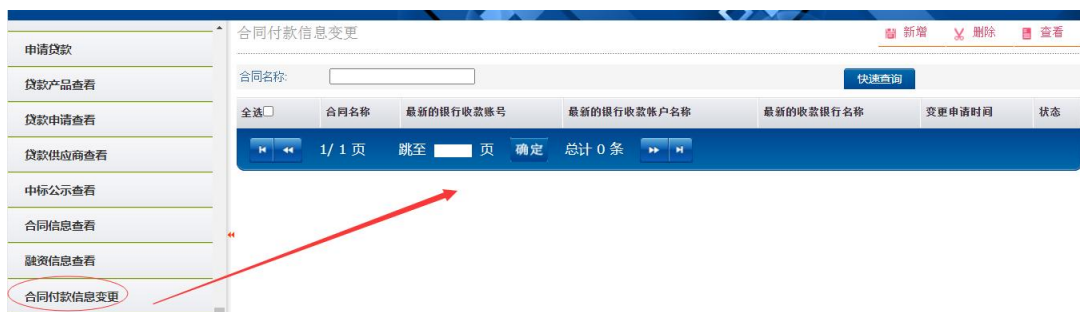 合同付款信息变更
新增 删除 查看
申请贷款
贷款产品查看
贷款申请查看
贷款供应商查看
中标公示查看
合同信息查看
融资信息查看
合同付款信息变更
合同名称:
快速查询
全选 合同名称 最新的银行收款账号 最新的银行收款帐户名称 最新的收款银行名称 变更申请时间 状态
1/ 1 页 跳至 页 确定 总计 0 条